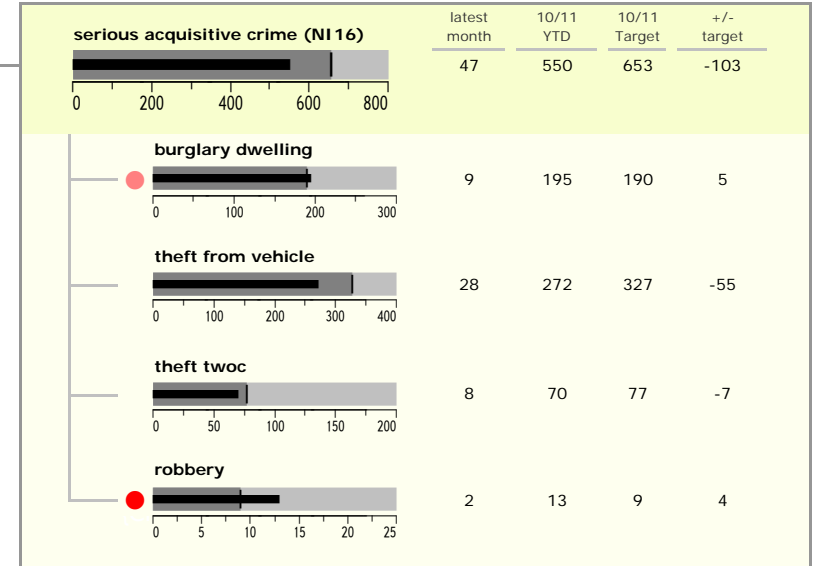 latest 10/11 10/11 +/-
serious acquisitive crime (NI16) month YTD Target target
47 550 653 -103
0 200 400 600 800
burglary dwelling
9 195 190 5
0 100 200 300
theft from vehicle
28 272 327 -55
0 100 200 300 400
theft twoc
8 70 77 -7
0 50 100 150 200
robbery
2 13 9 4
0 5 10 15 20 25